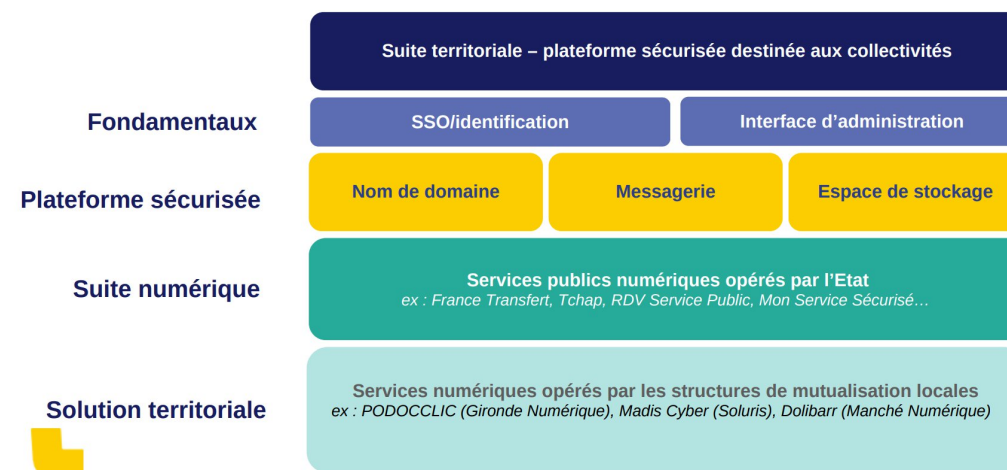 Suite territoriale – plateforme sécurisée destinée aux collectivités
Fondamentaux
SSO/identification
Interface d’administration
Plateforme sécurisée
Nom de domaine
Messagerie
Espace de stockage
Suite numérique
Services publics numériques opérés par l’Etat
ex : France Transfert, Tchap, RDV Service Public, Mon Service Sécurisé…
Solution territoriale
Services numériques opérés par les structures de mutualisation locales
ex : PODOCCLIC (Gironde Numérique), Madis Cyber (Soluris), Dolibarr (Manché Numérique)